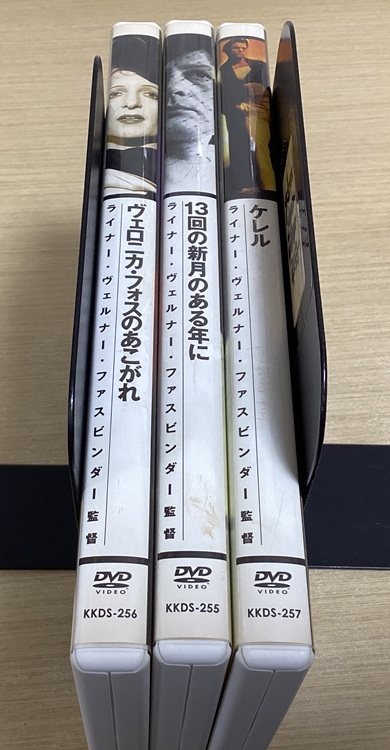 ヴェロニカ・フォスのあこがれ
ライナー・ヴェルナー・ファスビンダー監督
DVD
VIDEO
KKDS-256
13回の新月のある年に
ライナー・ヴェルナー・ファスビンダー監督
DVD
VIDEO
KKDS-255
ケレル
ライナー・ヴェルナー・ファスビンダー監督
DVD
VIDEO
KKDS-257